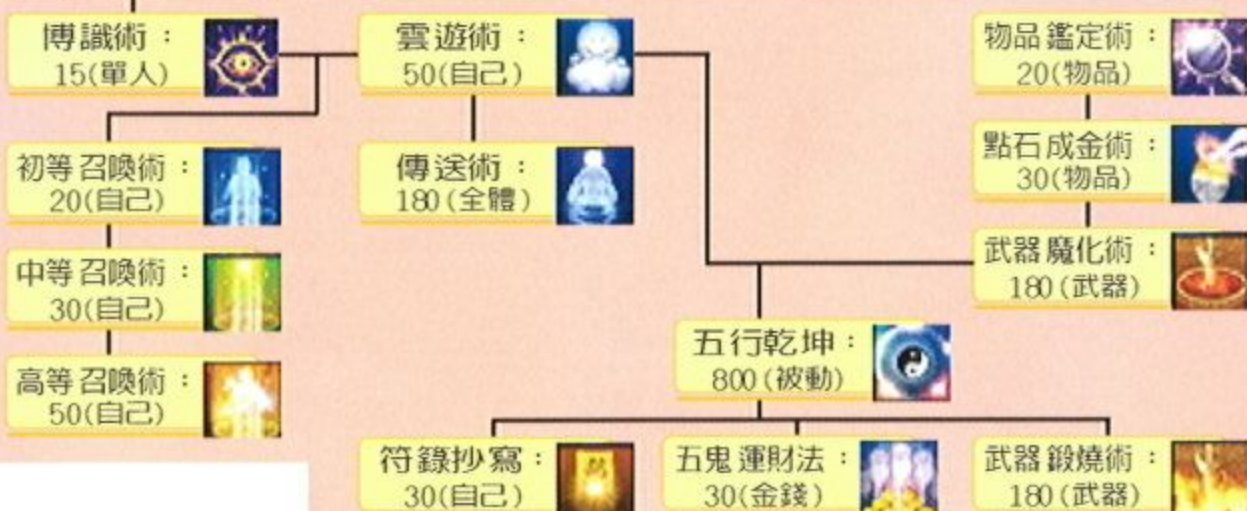 博識術：
15(單人)
雲遊術：
50(自己)
物品鑑定術：
20(物品)
初等召喚術：
20(自己)
傳送術：
180(全體)
點石成金術：
30(物品)
中等召喚術：
30(自己)
武器魔化術：
180(武器)
高等召喚術：
50(自己)
五行乾坤：
800(被動)
符錄抄寫：
30(自己)
五鬼運財法：
30(金錢)
武器鍛燒術：
180(武器)